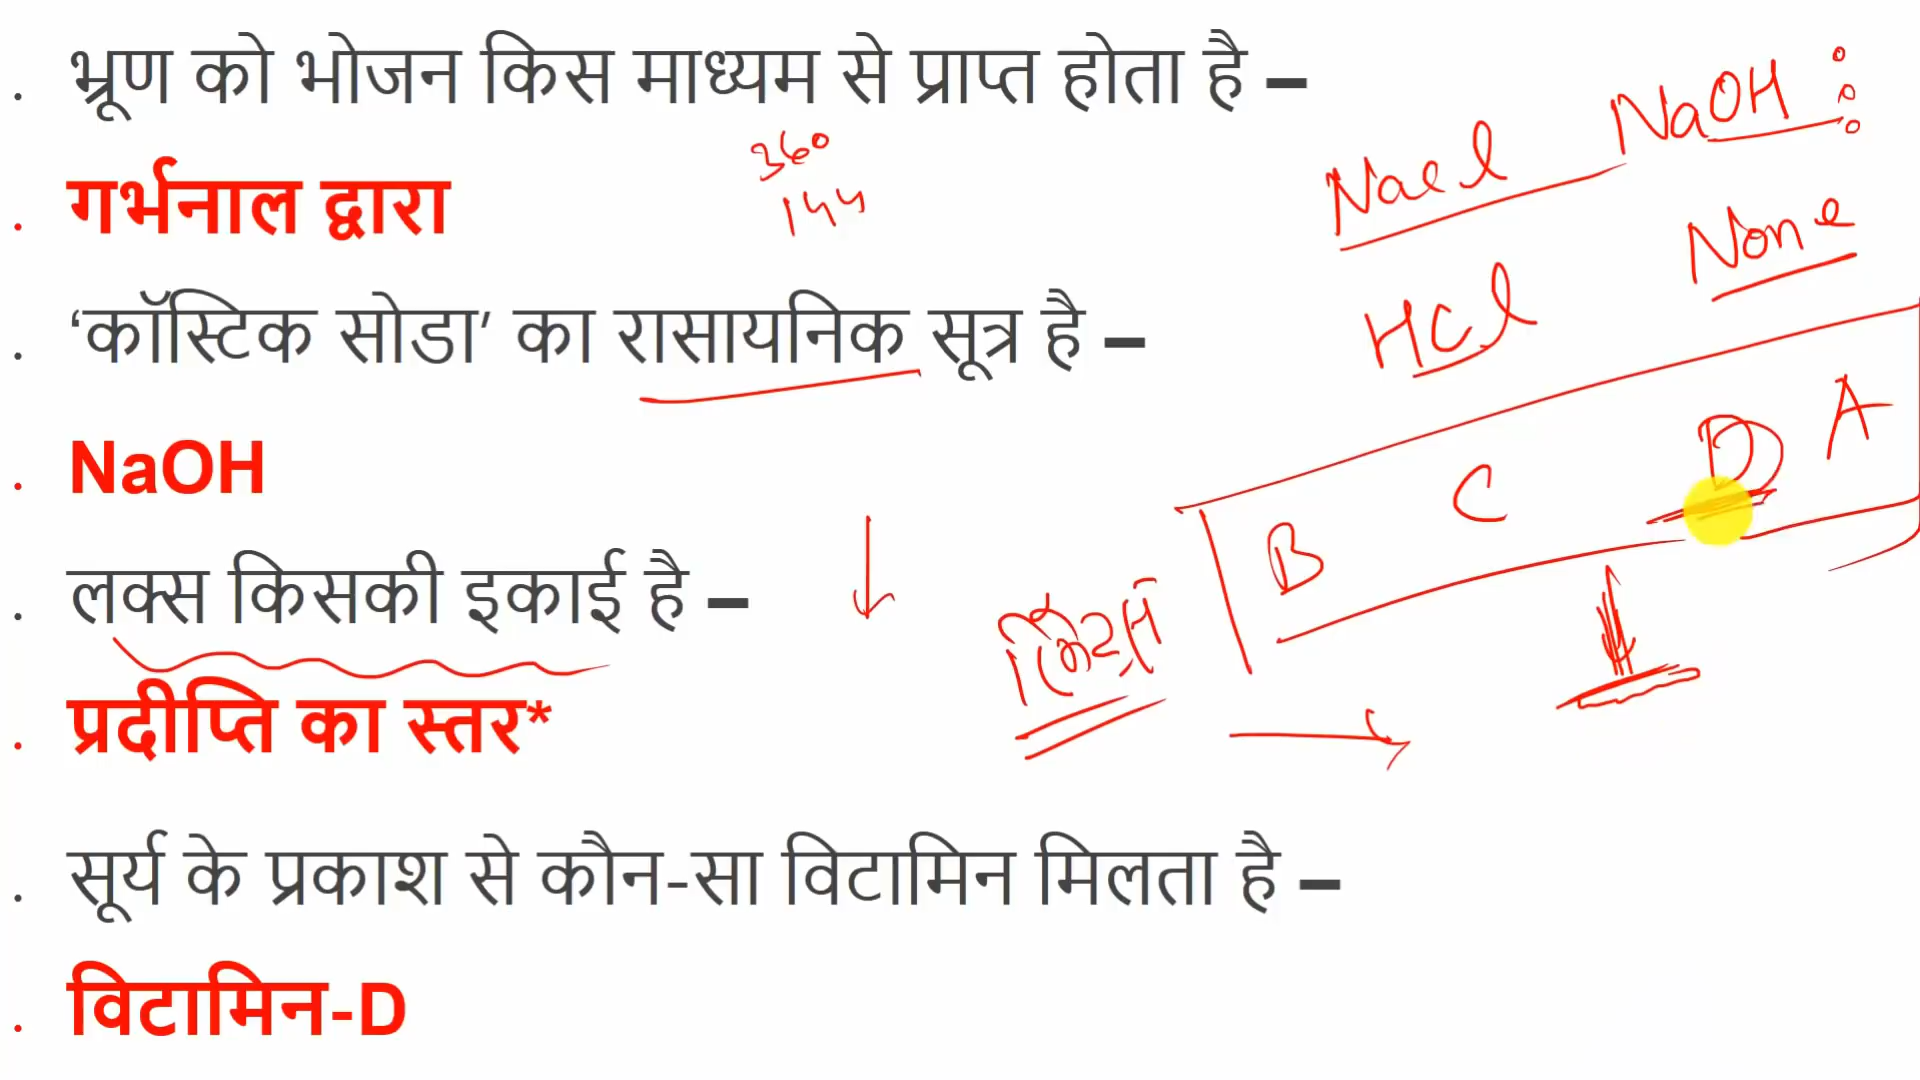 . भ्रूण को भोजन किस माध्यम से प्राप्त होता है –
. गर्भनाल द्वारा
. ‘कॉस्टिक सोडा’ का रासायनिक सूत्र है –
. NaOH
. लक्स किसकी इकाई है –
. प्रदीप्ति का स्तर*
. सूर्य के प्रकाश से कौन-सा विटामिन मिलता है –
. विटामिन-D
360
144
NaCl NaOH
HCl None
B C D A